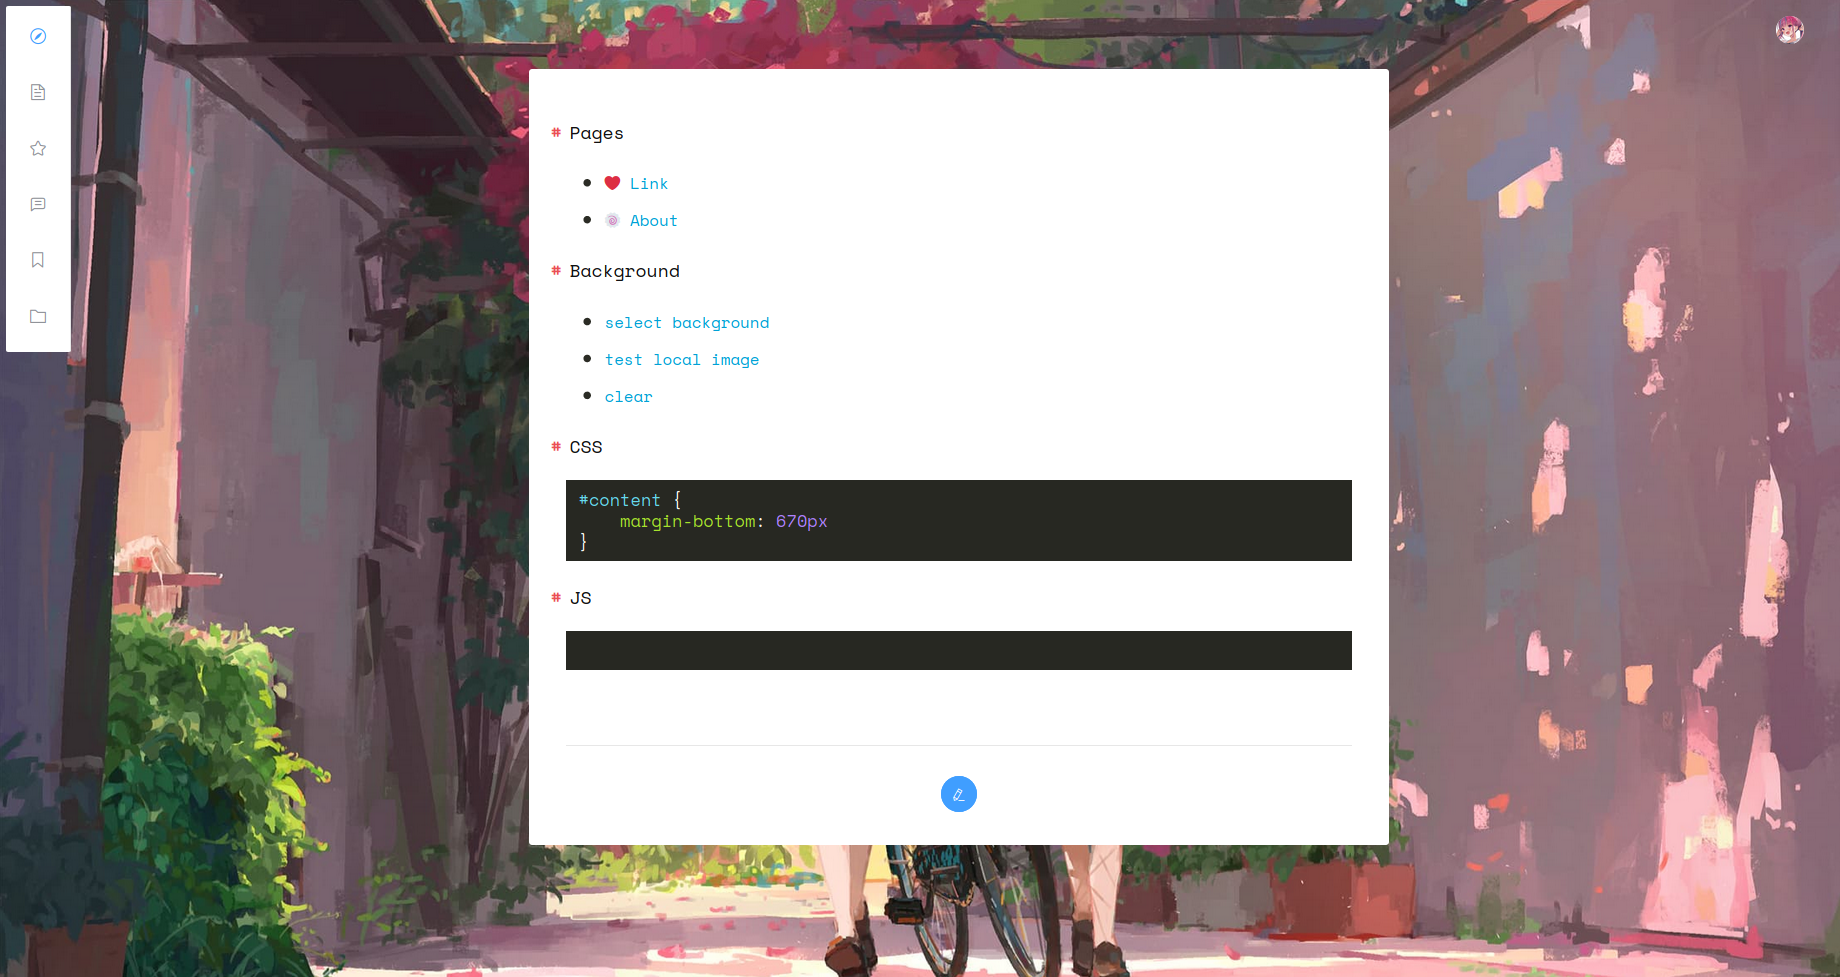 # Pages
Link
About
# Background
select background
test local image
clear
# CSS
#content {
    margin-bottom: 670px
}
# JS